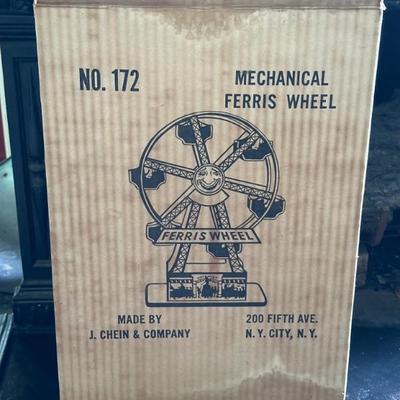 NO. 172
MECHANICAL
FERRIS WHEEL
FERRIS WHEEL
MADE BY
J. CHEIN & COMPANY
200 FIFTH AVE.
N. Y. CITY, N. Y.